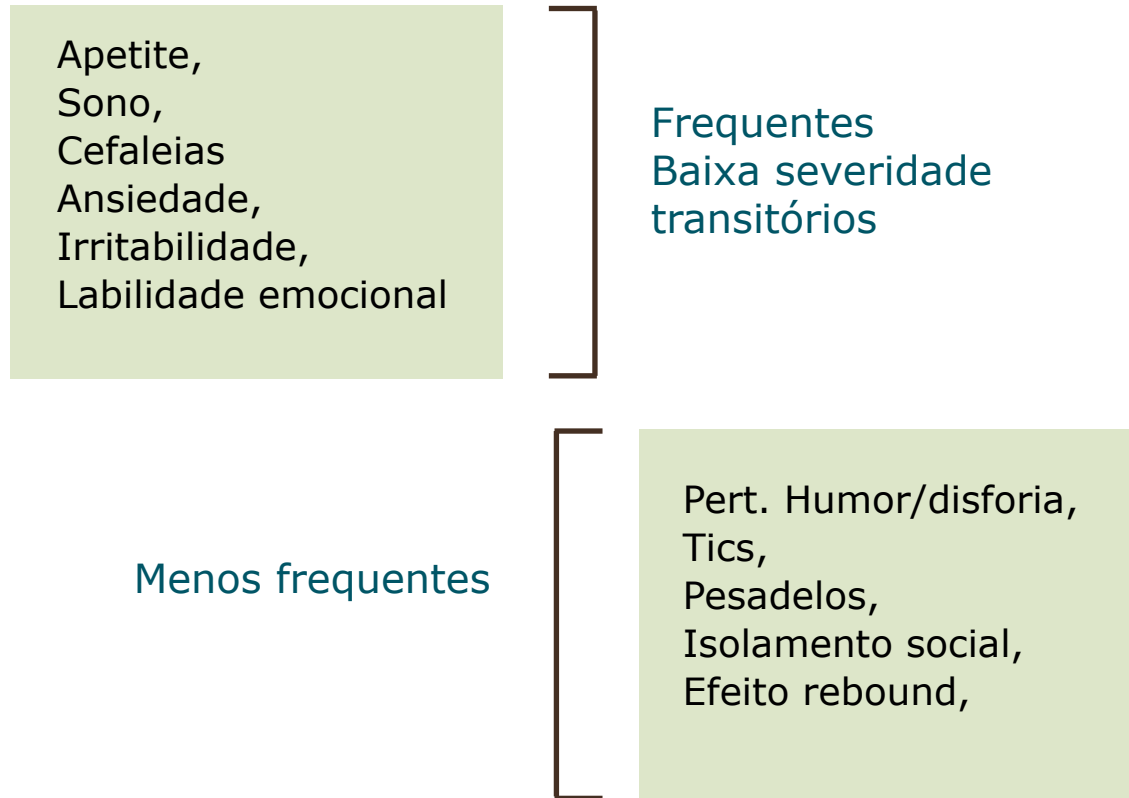 Apetite,
Sono,
Cefaleias
Ansiedade,
Irritabilidade,
Labilidade emocional
Frequentes
Baixa severidade
transitórios
Menos frequentes
Pert. Humor/disforia,
Tics,
Pesadelos,
Isolamento social,
Efeito rebound,